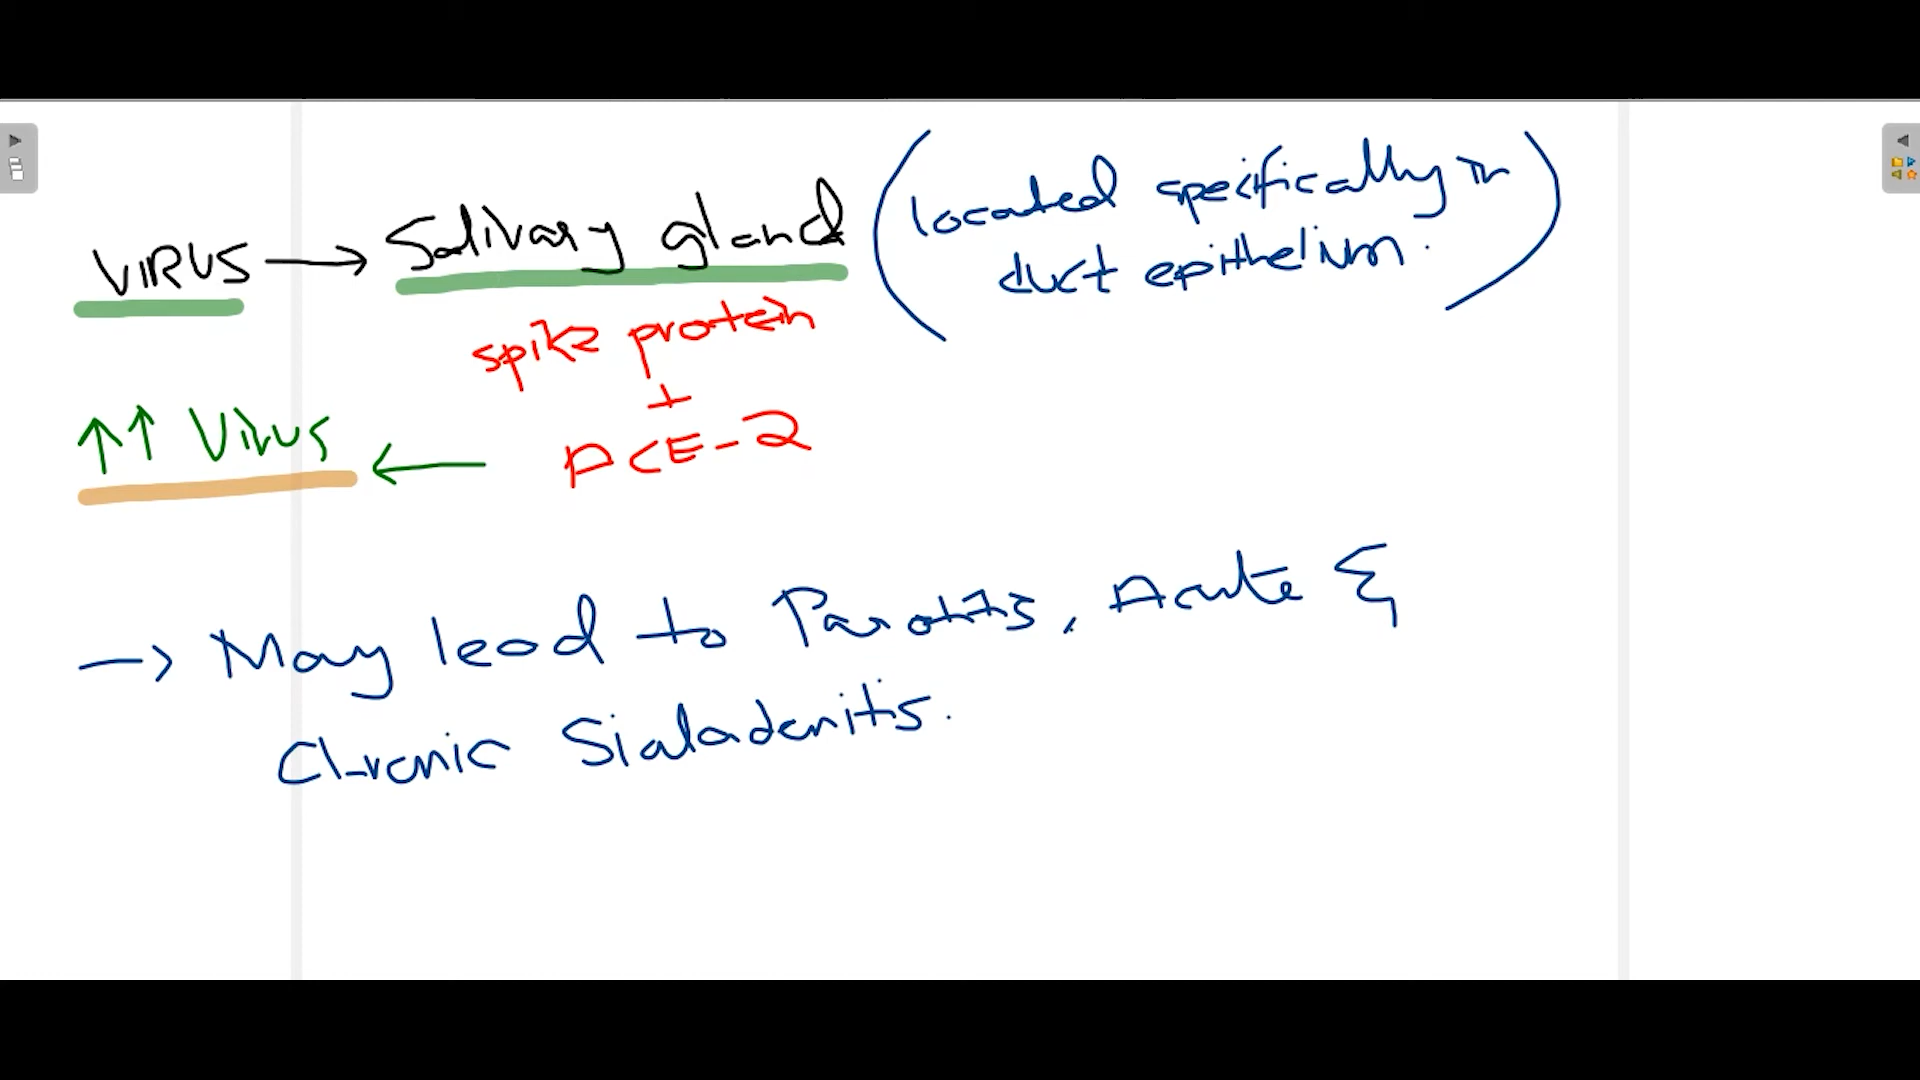 VIRUS → Salivary gland (located specifically in
duct epithelium.)
spike protein
+
↑↑ Virus ← ACE-2
→ May lead to Parotitis, Acute &
Chronic Sialadenitis.